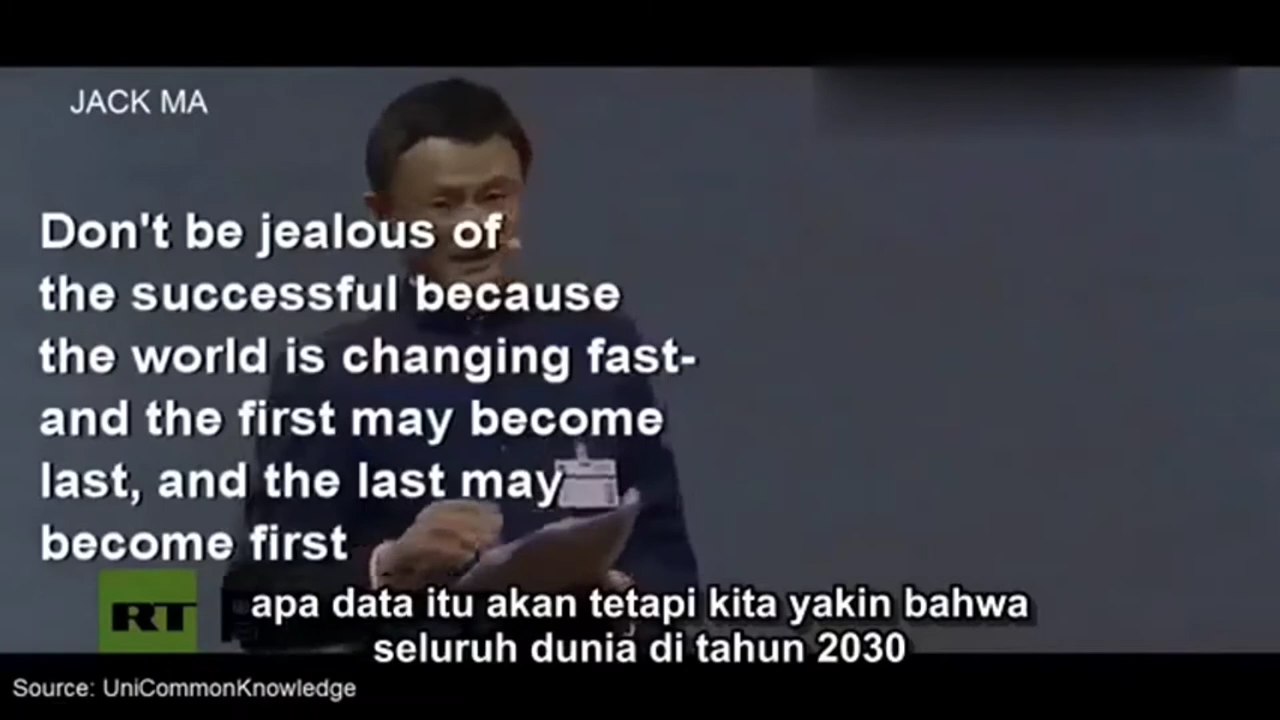 JACK MA
Don't be jealous of
the successful because
the world is changing fast-
and the first may become
last, and the last may
become first
RT
apa data itu akan tetapi kita yakin bahwa
seluruh dunia di tahun 2030
Source: UniCommonKnowledge